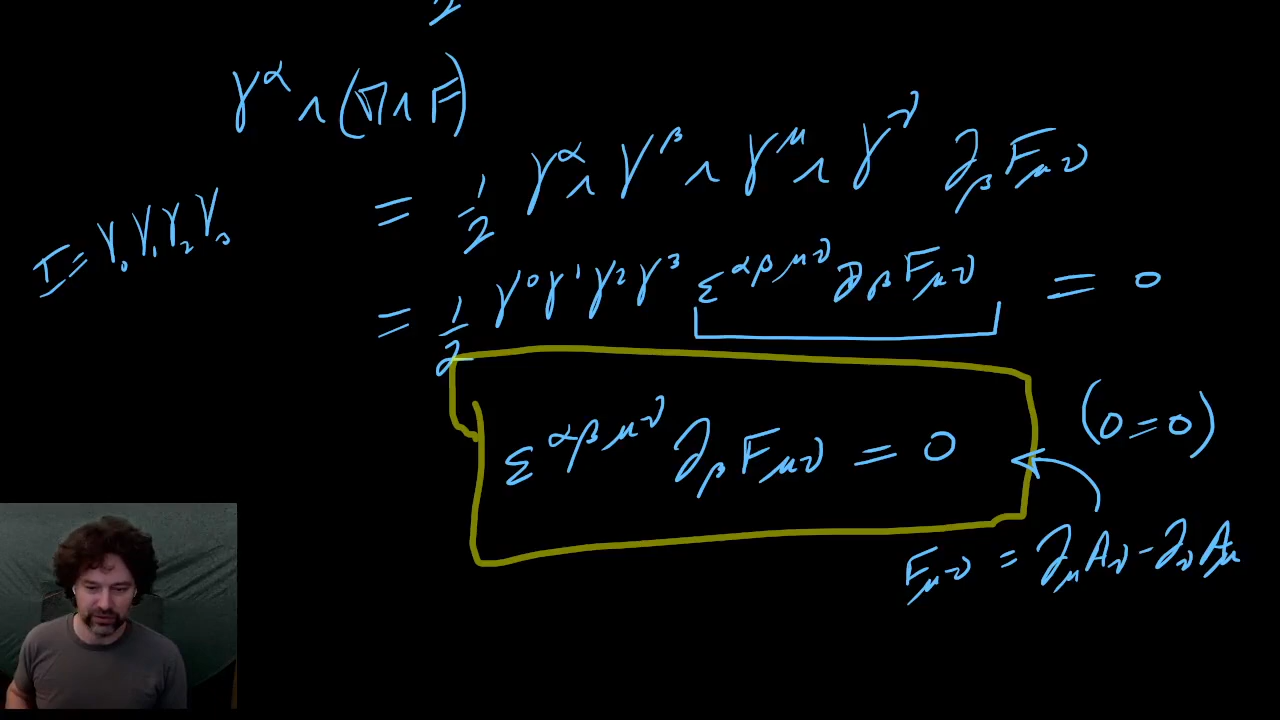 2
γ^α ∧ (∇ ∧ F)
= 1/2 γ^α ∧ γ^β ∧ γ^μ ∧ γ^ν ∂_β F_μν
I = γ_0 γ_1 γ_2 γ_3
= 1/2 γ^0 γ^1 γ^2 γ^3 ε^αβμν ∂_β F_μν = 0
ε^αβμν ∂_β F_μν = 0
(0=0)
F_μν = ∂_μ A_ν - ∂_ν A_μ